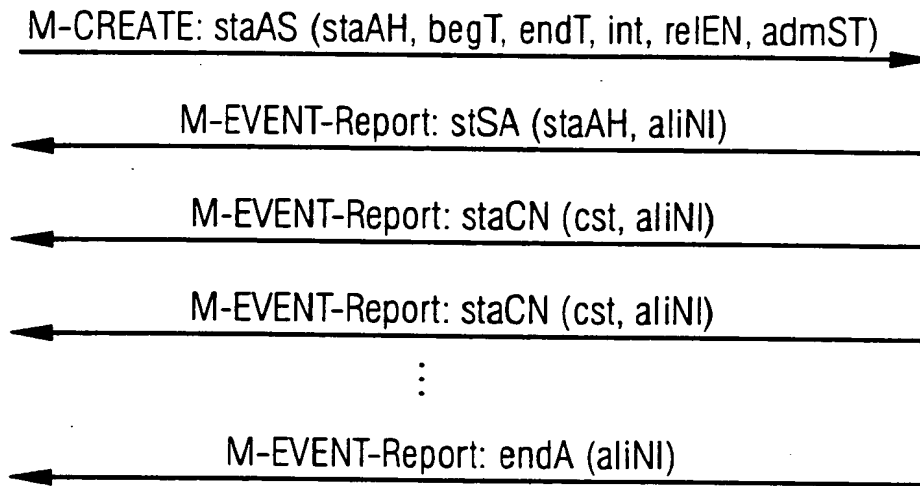 M-CREATE: staAS (staAH, begT, endT, int, relEN, admST)
M-EVENT-Report: stSA (staAH, aliNI)
M-EVENT-Report: staCN (cst, aliNI)
M-EVENT-Report: staCN (cst, aliNI)
⋮
M-EVENT-Report: endA (aliNI)